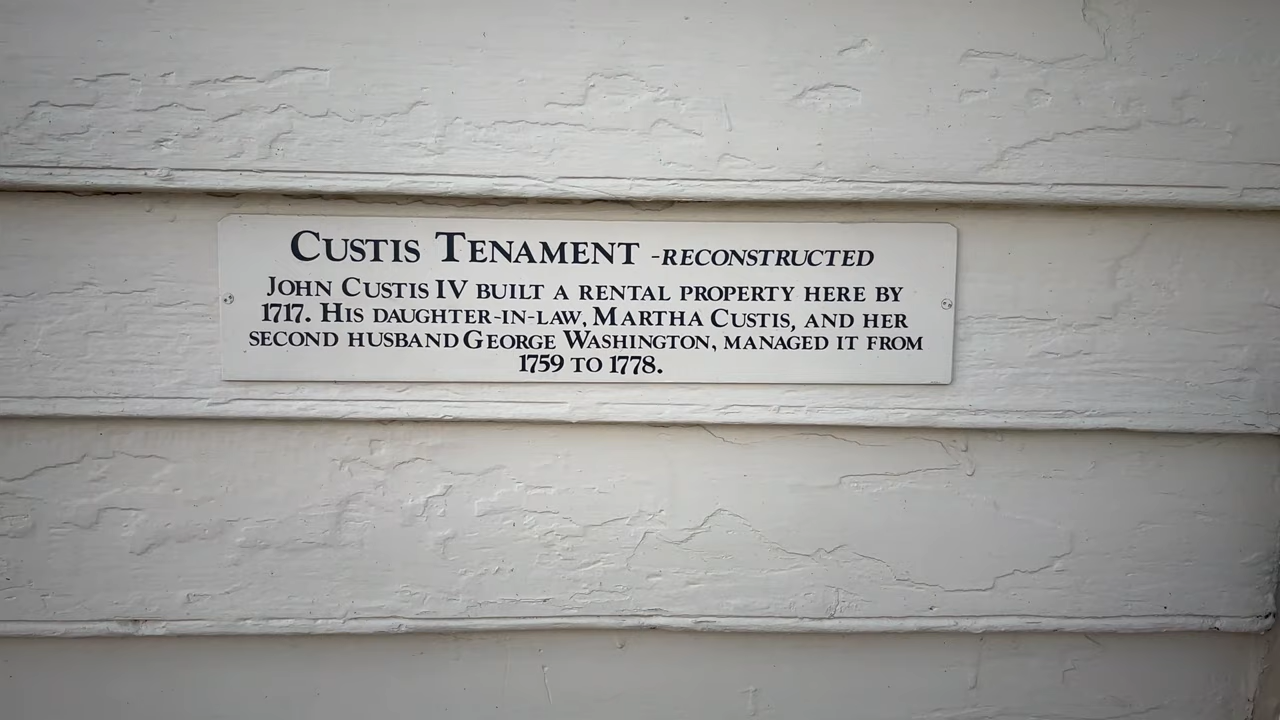 CUSTIS TENAMENT -RECONSTRUCTED
JOHN CUSTIS IV BUILT A RENTAL PROPERTY HERE BY
1717. HIS DAUGHTER-IN-LAW, MARTHA CUSTIS, AND HER
SECOND HUSBAND GEORGE WASHINGTON, MANAGED IT FROM
1759 TO 1778.